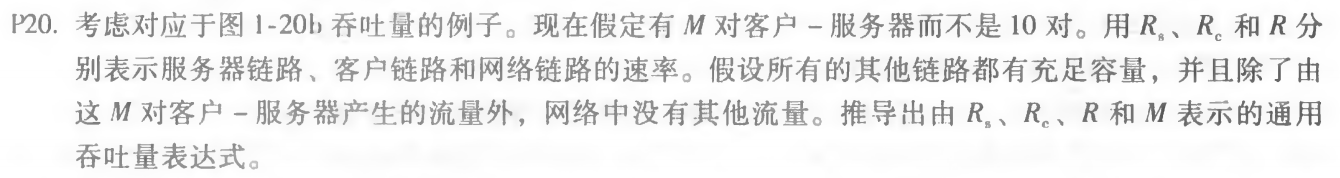 P20. 考虑对应于图 1-20b 吞吐量的例子。现在假定有 M 对客户－服务器而不是 10 对。用 Rs、Rc 和 R 分
别表示服务器链路、客户链路和网络链路的速率。假设所有的其他链路都有充足容量，并且除了由
这 M 对客户－服务器产生的流量外，网络中没有其他流量。推导出由 Rs、Rc、R 和 M 表示的通用
吞吐量表达式。